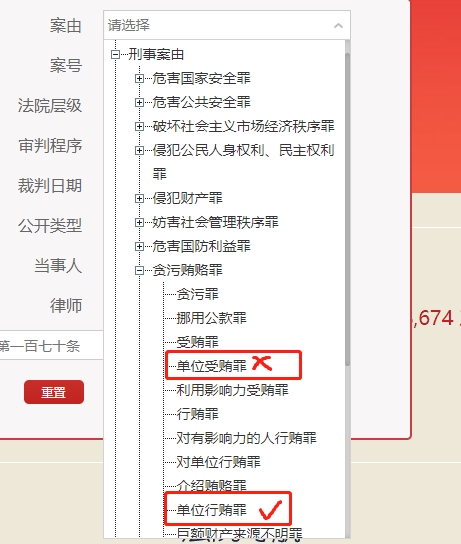 案由
请选择
刑事案由
案号
危害国家安全罪
法院层级
危害公共安全罪
破坏社会主义市场经济秩序罪
审判程序
侵犯公民人身权利、民主权利
罪
裁判日期
侵犯财产罪
公开类型
妨害社会管理秩序罪
危害国防利益罪
当事人
贪污贿赂罪
律师
贪污罪
挪用公款罪
,674
第一百七十条
受贿罪
单位受贿罪
重置
利用影响力受贿罪
行贿罪
对有影响力的人行贿罪
对单位行贿罪
介绍贿赂罪
单位行贿罪
巨额财产来源不明罪